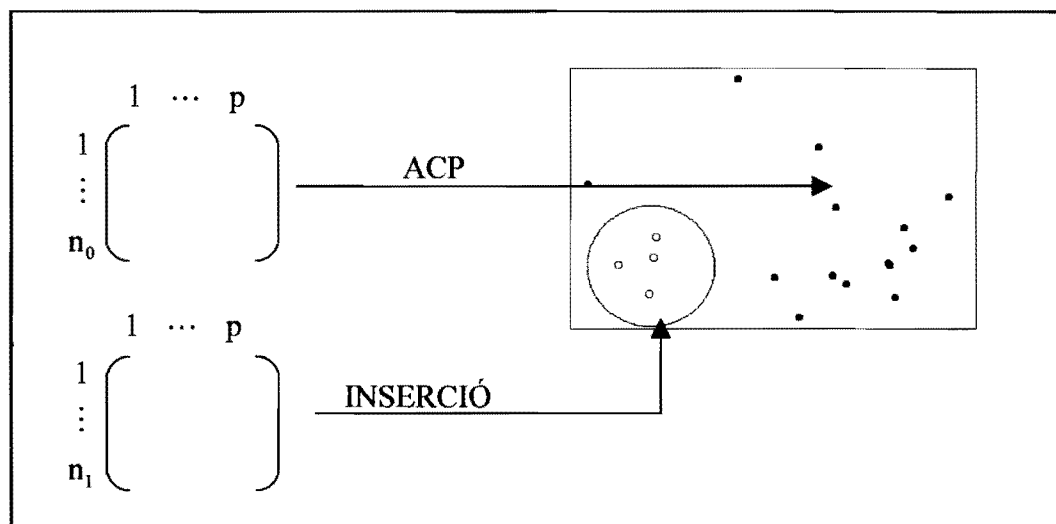 1 ··· p
1
⋮
n₀
ACP
1 ··· p
1
⋮
n₁
INSERCIÓ